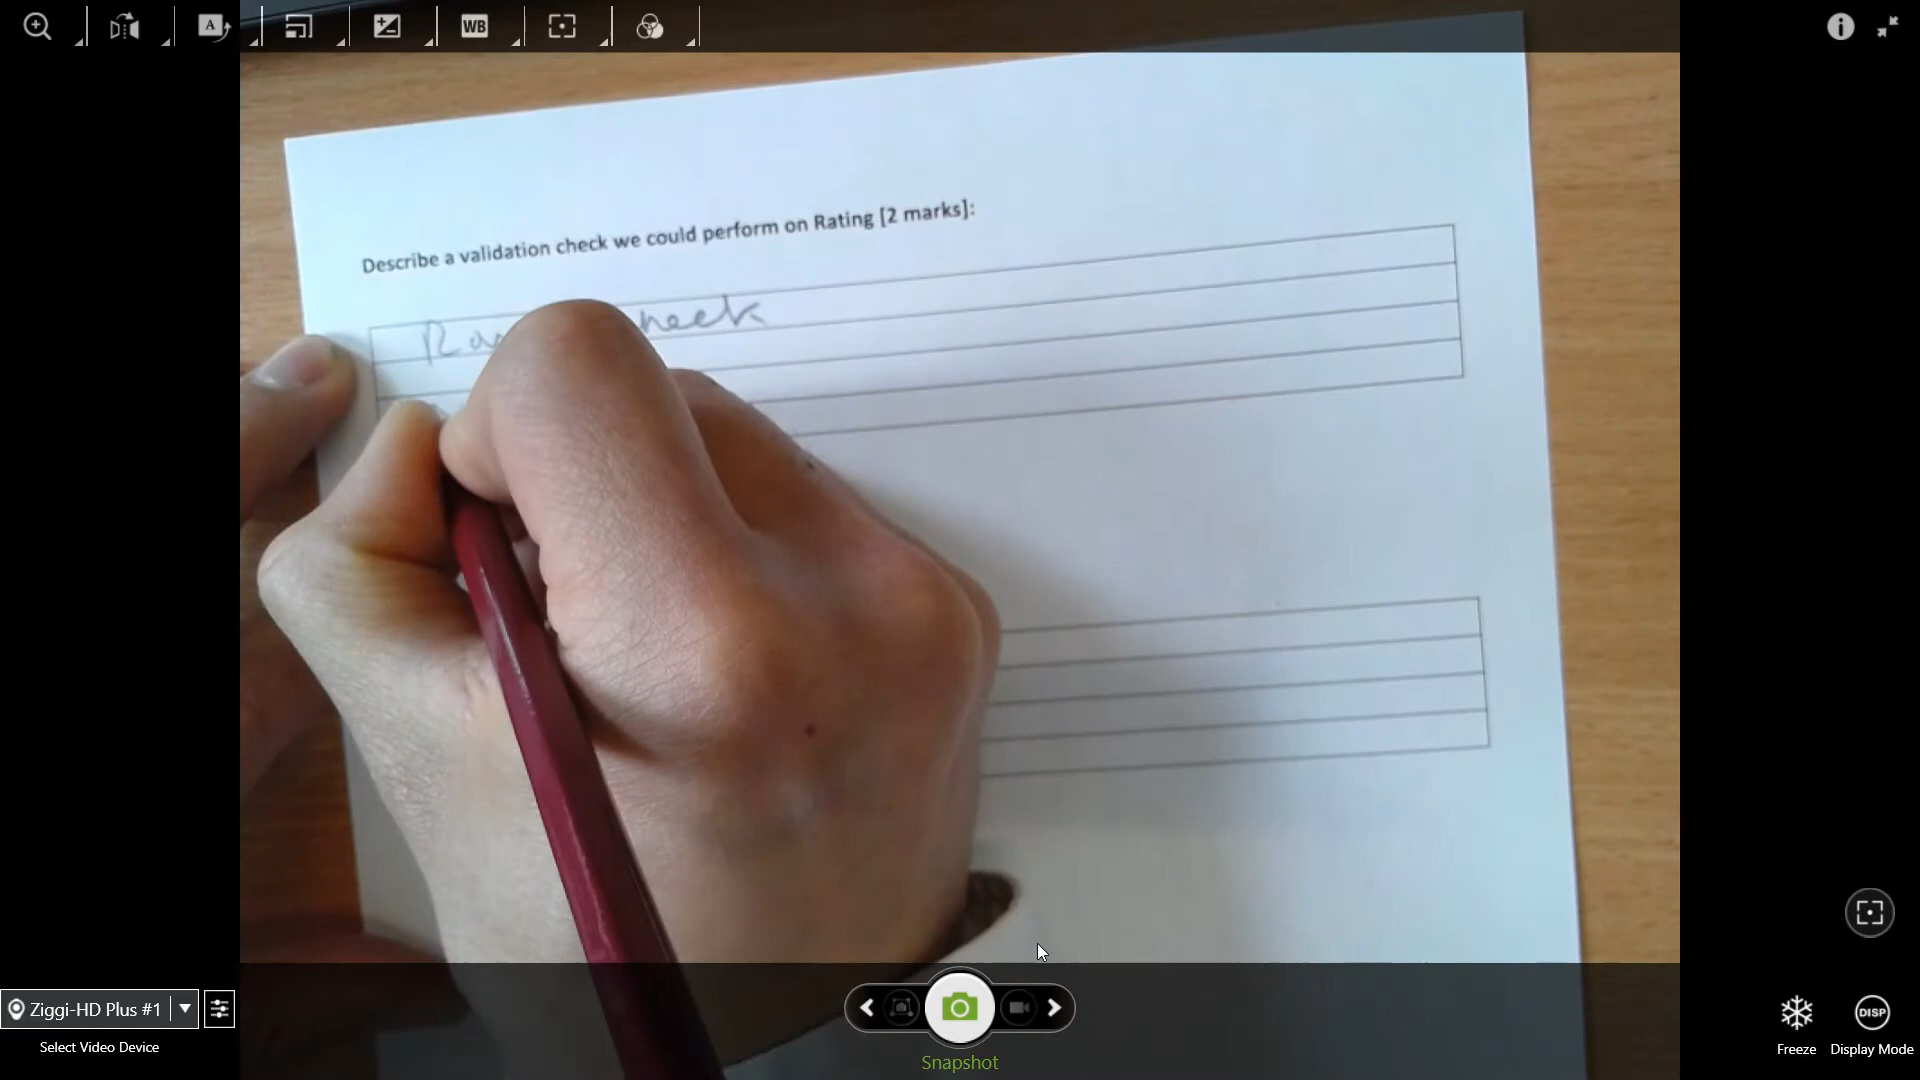 A
WB
Describe a validation check we could perform on Rating [2 marks]:
Ziggi-HD Plus #1
Select Video Device
Snapshot
Freeze
DISP
Display Mode